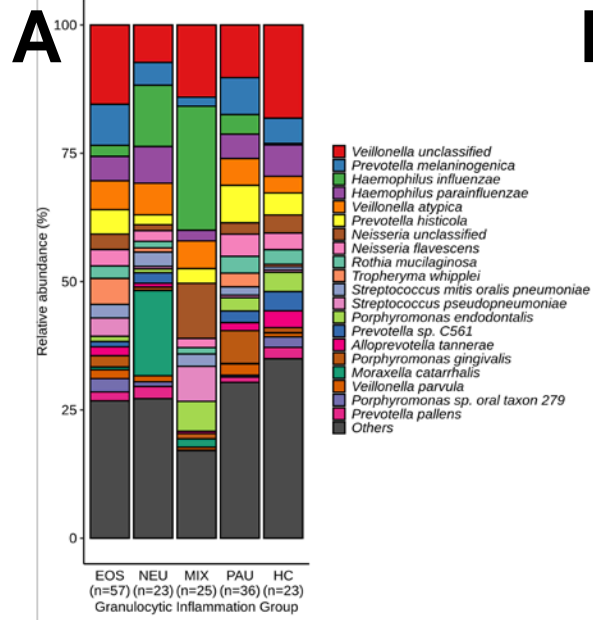 A
100
75
50
25
0
Relative abundance (%)
Veillonella unclassified
Prevotella melaninogenica
Haemophilus influenzae
Haemophilus parainfluenzae
Veillonella atypica
Prevotella histicola
Neisseria unclassified
Neisseria flavescens
Rothia mucilaginosa
Tropheryma whipplei
Streptococcus mitis oralis pneumoniae
Streptococcus pseudopneumoniae
Porphyromonas endodontalis
Prevotella sp. C561
Alloprevotella tannerae
Porphyromonas gingivalis
Moraxella catarrhalis
Veillonella parvula
Porphyromonas sp. oral taxon 279
Prevotella pallens
Others
EOS NEU MIX PAU HC
(n=57) (n=23) (n=25) (n=36) (n=23)
Granulocytic Inflammation Group